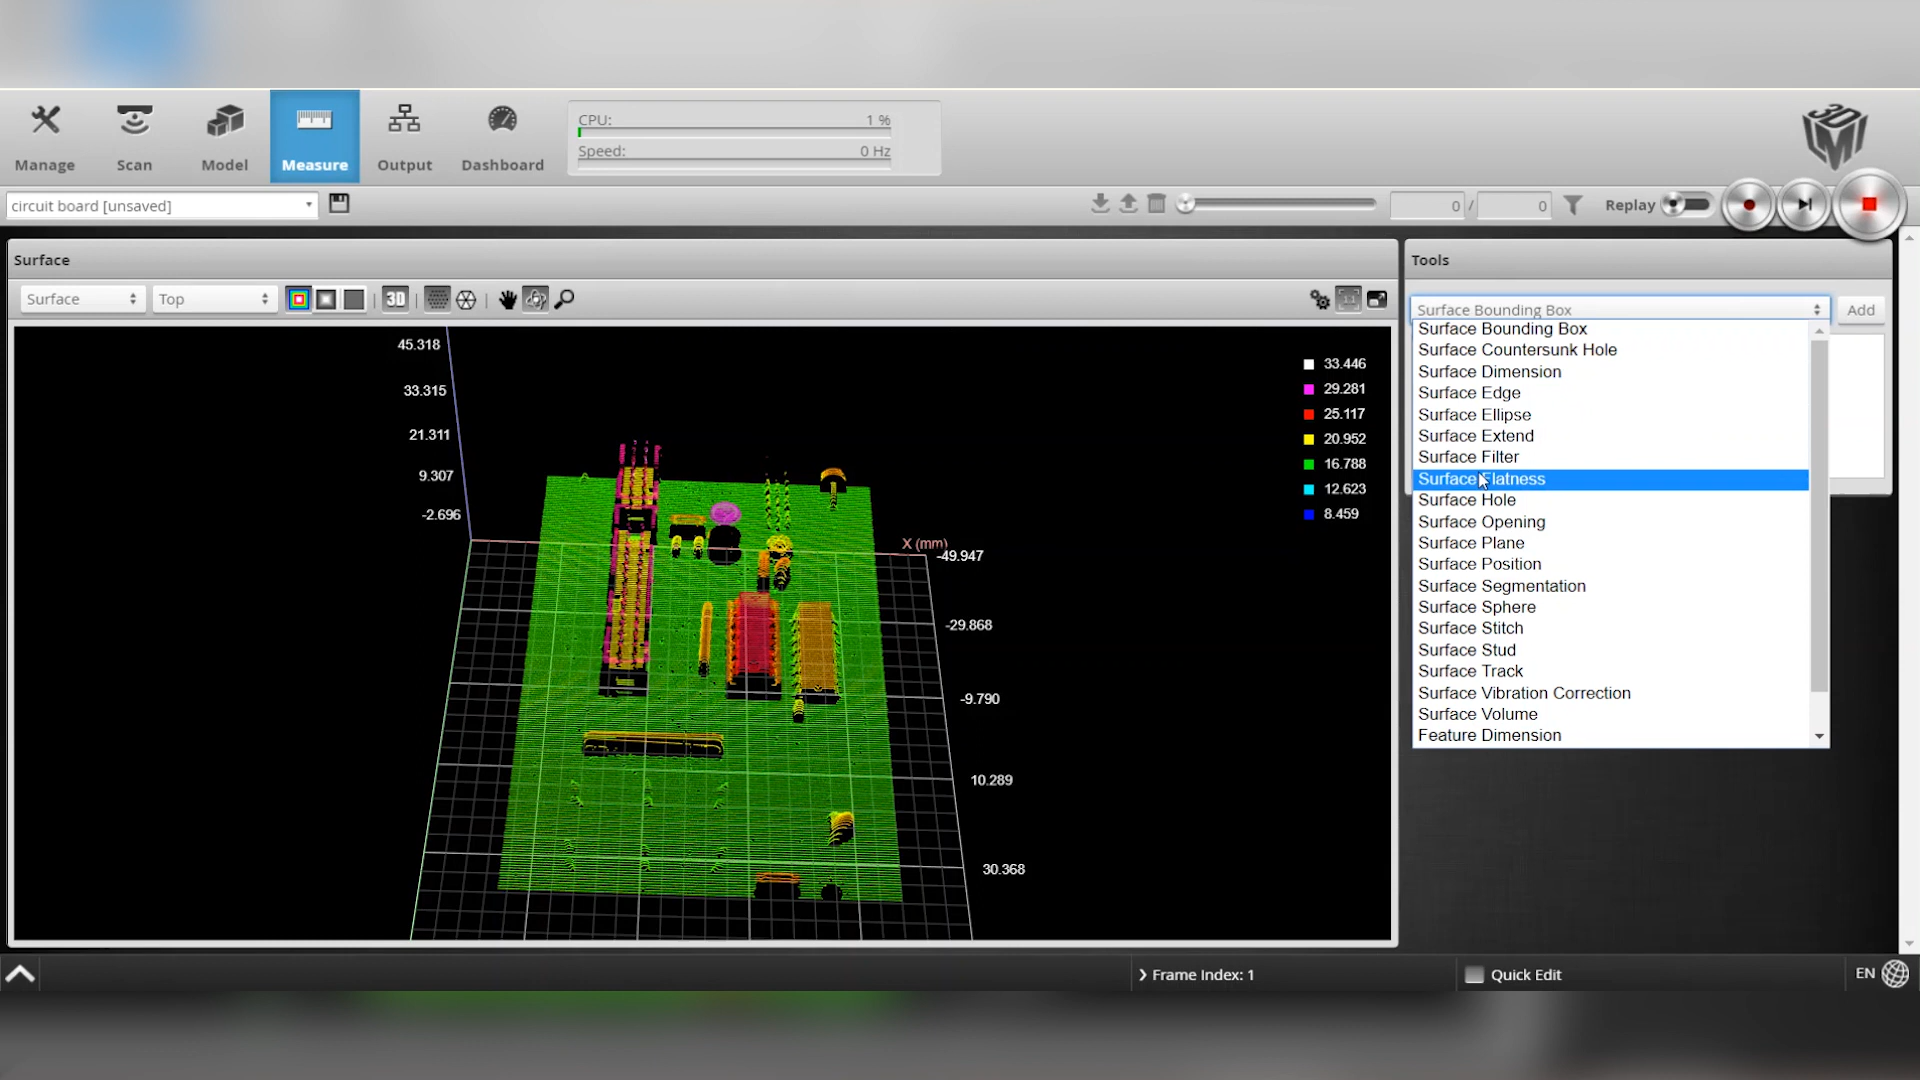 Manage
Scan
Model
Measure
Output
Dashboard
CPU: 1 %
Speed: 0 Hz
3D
circuit board [unsaved]
0 / 0
Replay
Surface
Tools
Surface
Top
3D
1:1
Surface Bounding Box
Add
Surface Bounding Box
Surface Countersunk Hole
Surface Dimension
Surface Edge
Surface Ellipse
Surface Extend
Surface Filter
Surface Flatness
Surface Hole
Surface Opening
Surface Plane
Surface Position
Surface Segmentation
Surface Sphere
Surface Stitch
Surface Stud
Surface Track
Surface Vibration Correction
Surface Volume
Feature Dimension
45.318
33.315
21.311
9.307
-2.696
X (mm)
-49.947
-29.868
-9.790
10.289
30.368
33.446
29.281
25.117
20.952
16.788
12.623
8.459
Frame Index: 1
Quick Edit
EN